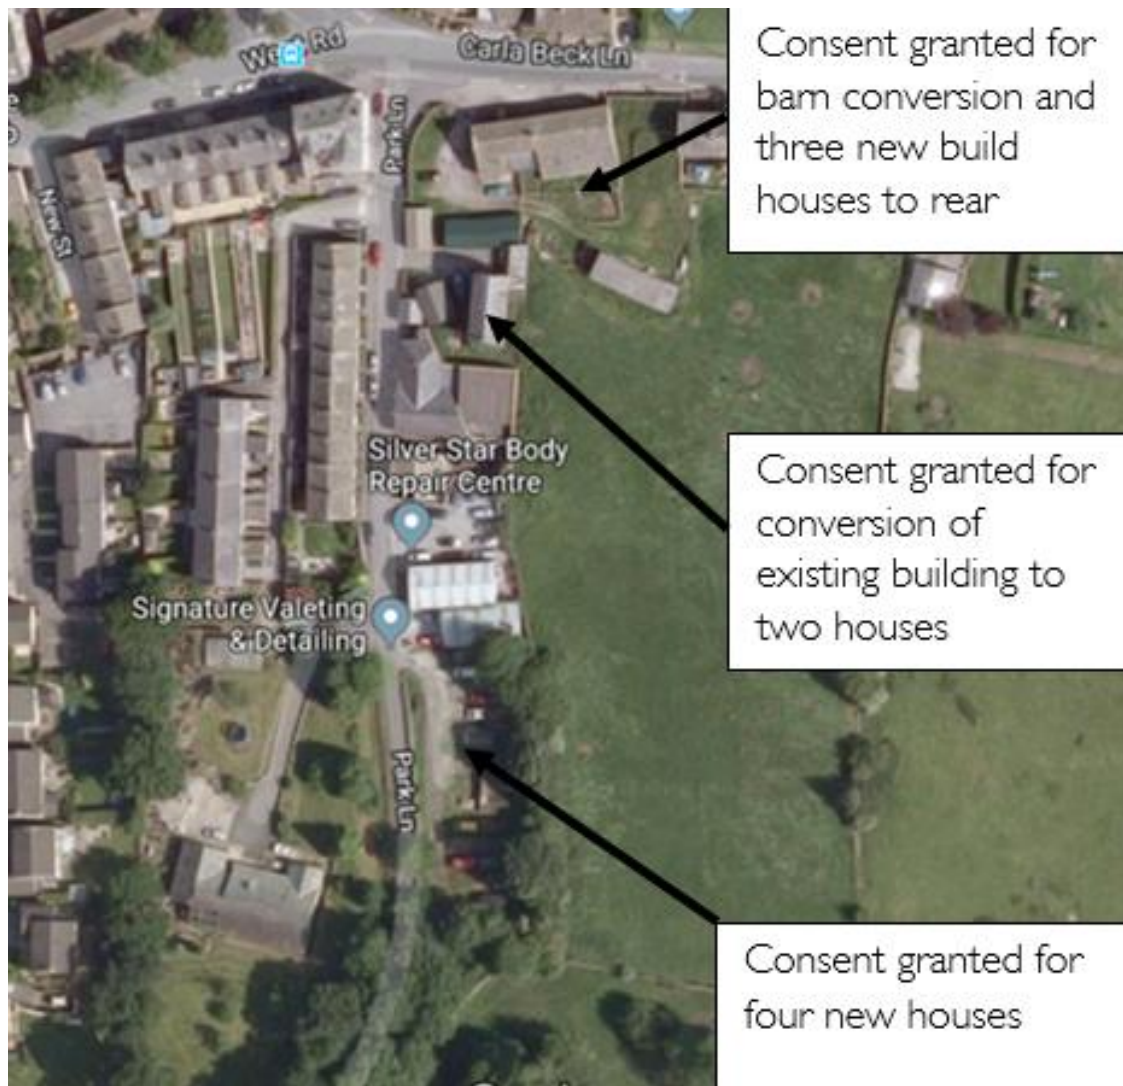 West Rd
Carla Beck Ln
Consent granted for
barn conversion and
three new build
houses to rear
Park Ln
New St
Consent granted for
conversion of
existing building to
two houses
Silver Star Body
Repair Centre
Signature Valeting
& Detailing
Park Ln
Consent granted for
four new houses